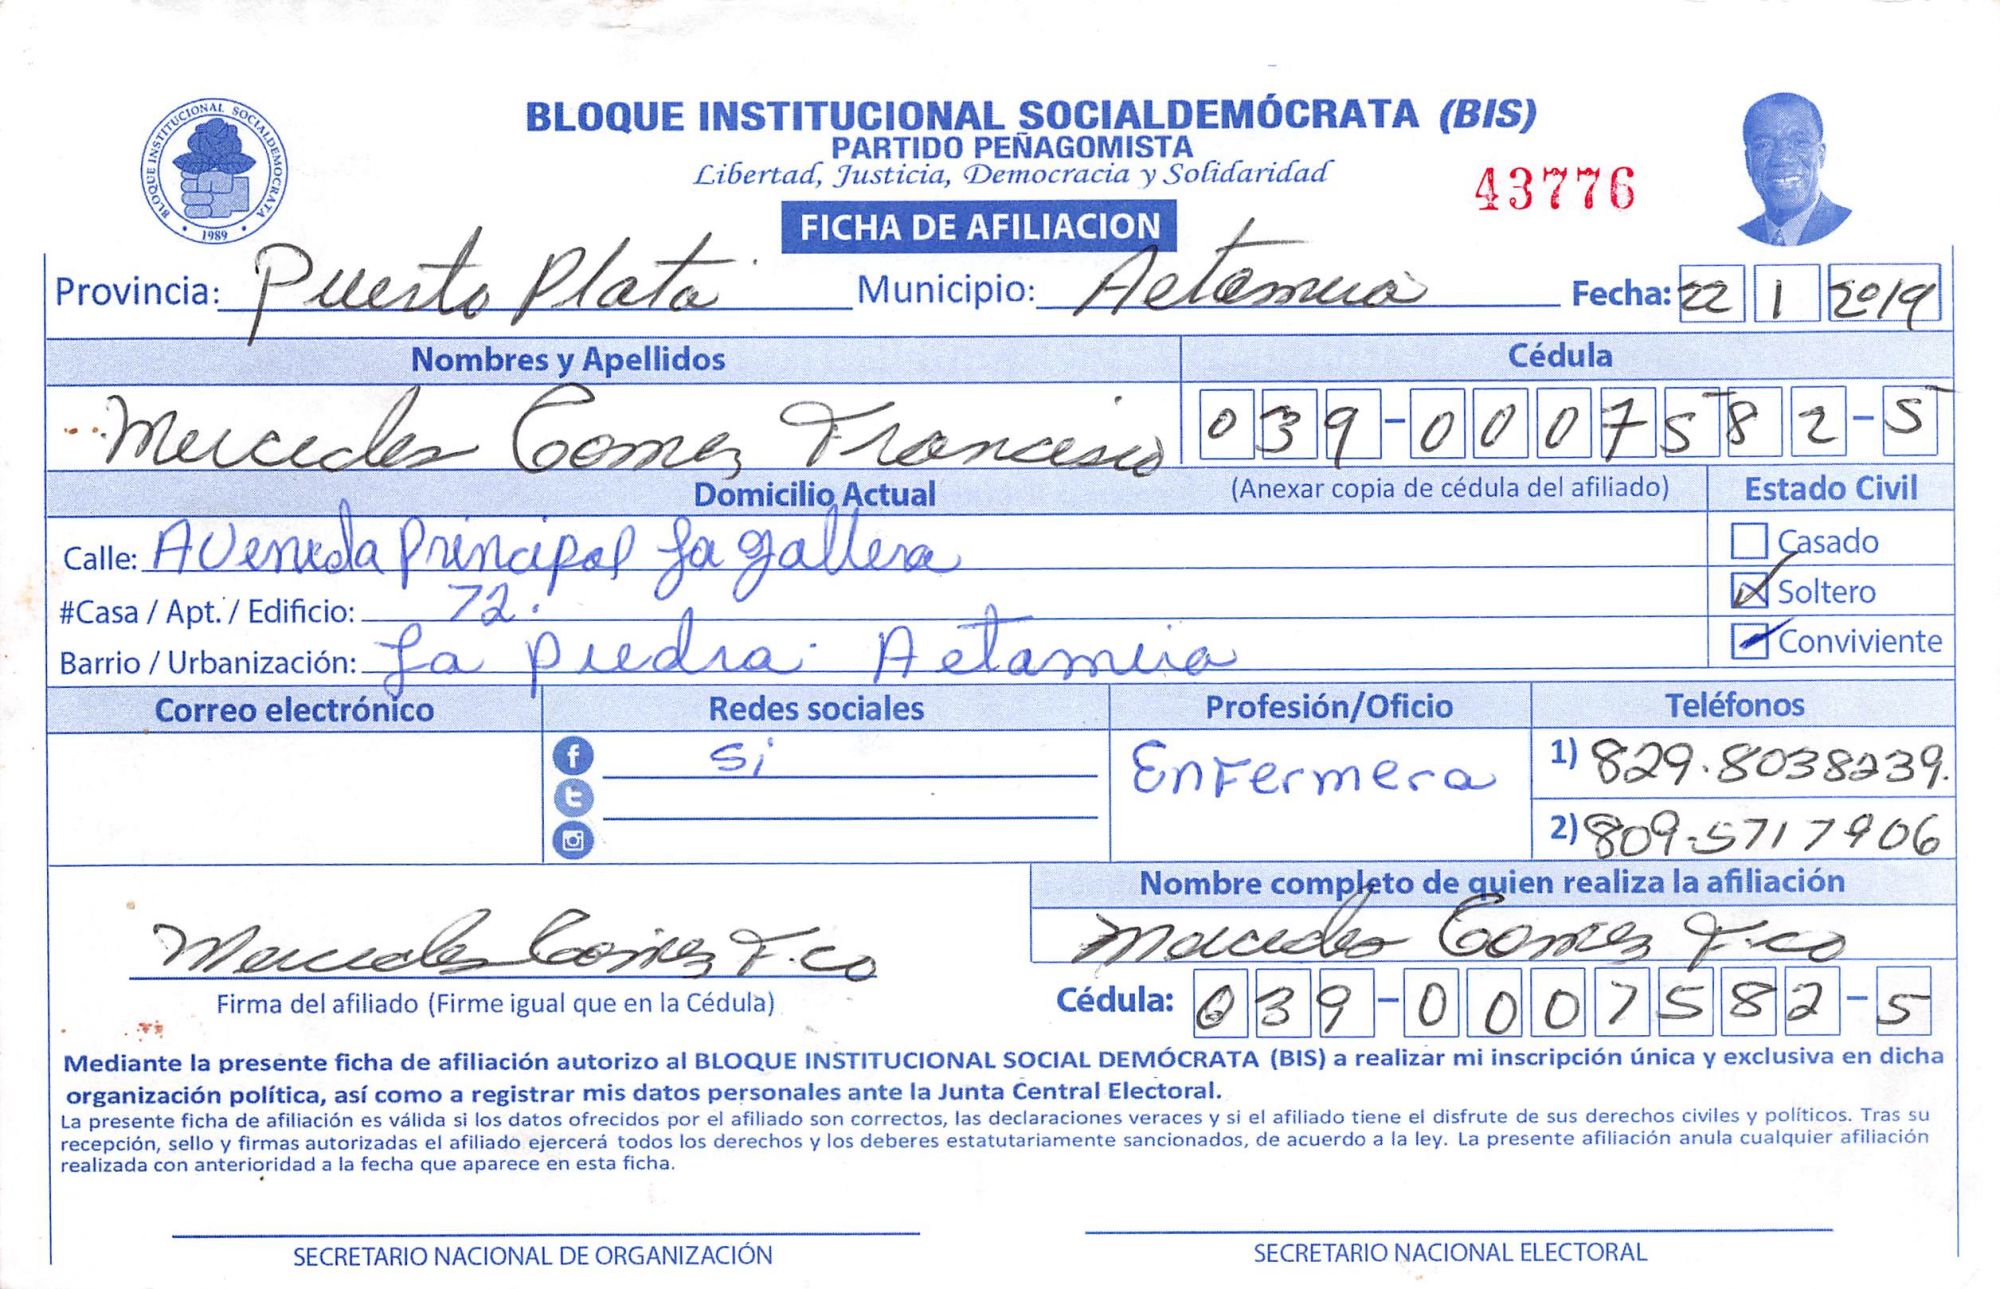 BLOQUE INSTITUCIONAL SOCIALDEMOCRATA
1989
BLOQUE INSTITUCIONAL SOCIALDEMÓCRATA (BIS)
PARTIDO PEÑAGOMISTA
Libertad, Justicia, Democracia y Solidaridad
43776
FICHA DE AFILIACION
Provincia: Puerto Plata Municipio: Aetamira Fecha: 22 1 2019
Nombres y Apellidos Cédula
Mercedes Gomez Francisco 039-0007582-5
Domicilio Actual (Anexar copia de cédula del afiliado) Estado Civil
Calle: Avenida Principal La gallera Casado
#Casa / Apt. / Edificio: 72. Soltero
Barrio / Urbanización: La Piedra. Aetamira Conviviente
Correo electrónico Redes sociales Profesión/Oficio Teléfonos
si Enfermera 1) 829.8038239.
2) 809-5717906
Nombre completo de quien realiza la afiliación
Mercedes Gomez F.co Mercedes Gomez F.co
Firma del afiliado (Firme igual que en la Cédula) Cédula: 039-0007582-5
Mediante la presente ficha de afiliación autorizo al BLOQUE INSTITUCIONAL SOCIAL DEMÓCRATA (BIS) a realizar mi inscripción única y exclusiva en dicha
organización política, así como a registrar mis datos personales ante la Junta Central Electoral.
La presente ficha de afiliación es válida si los datos ofrecidos por el afiliado son correctos, las declaraciones veraces y si el afiliado tiene el disfrute de sus derechos civiles y políticos. Tras su
recepción, sello y firmas autorizadas el afiliado ejercerá todos los derechos y los deberes estatutariamente sancionados, de acuerdo a la ley. La presente afiliación anula cualquier afiliación
realizada con anterioridad a la fecha que aparece en esta ficha.
SECRETARIO NACIONAL DE ORGANIZACIÓN SECRETARIO NACIONAL ELECTORAL